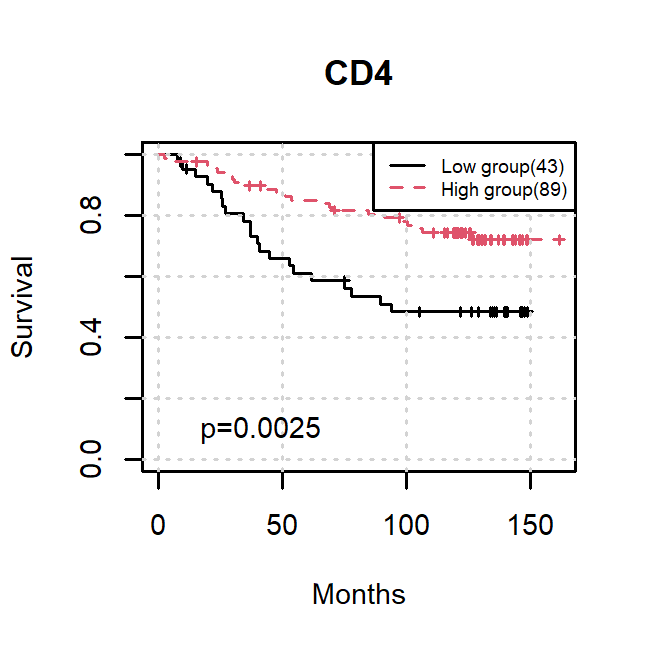 CD4
Low group(43)
High group(89)
Survival
0.8
0.4
0.0
p=0.0025
0 50 100 150
Months